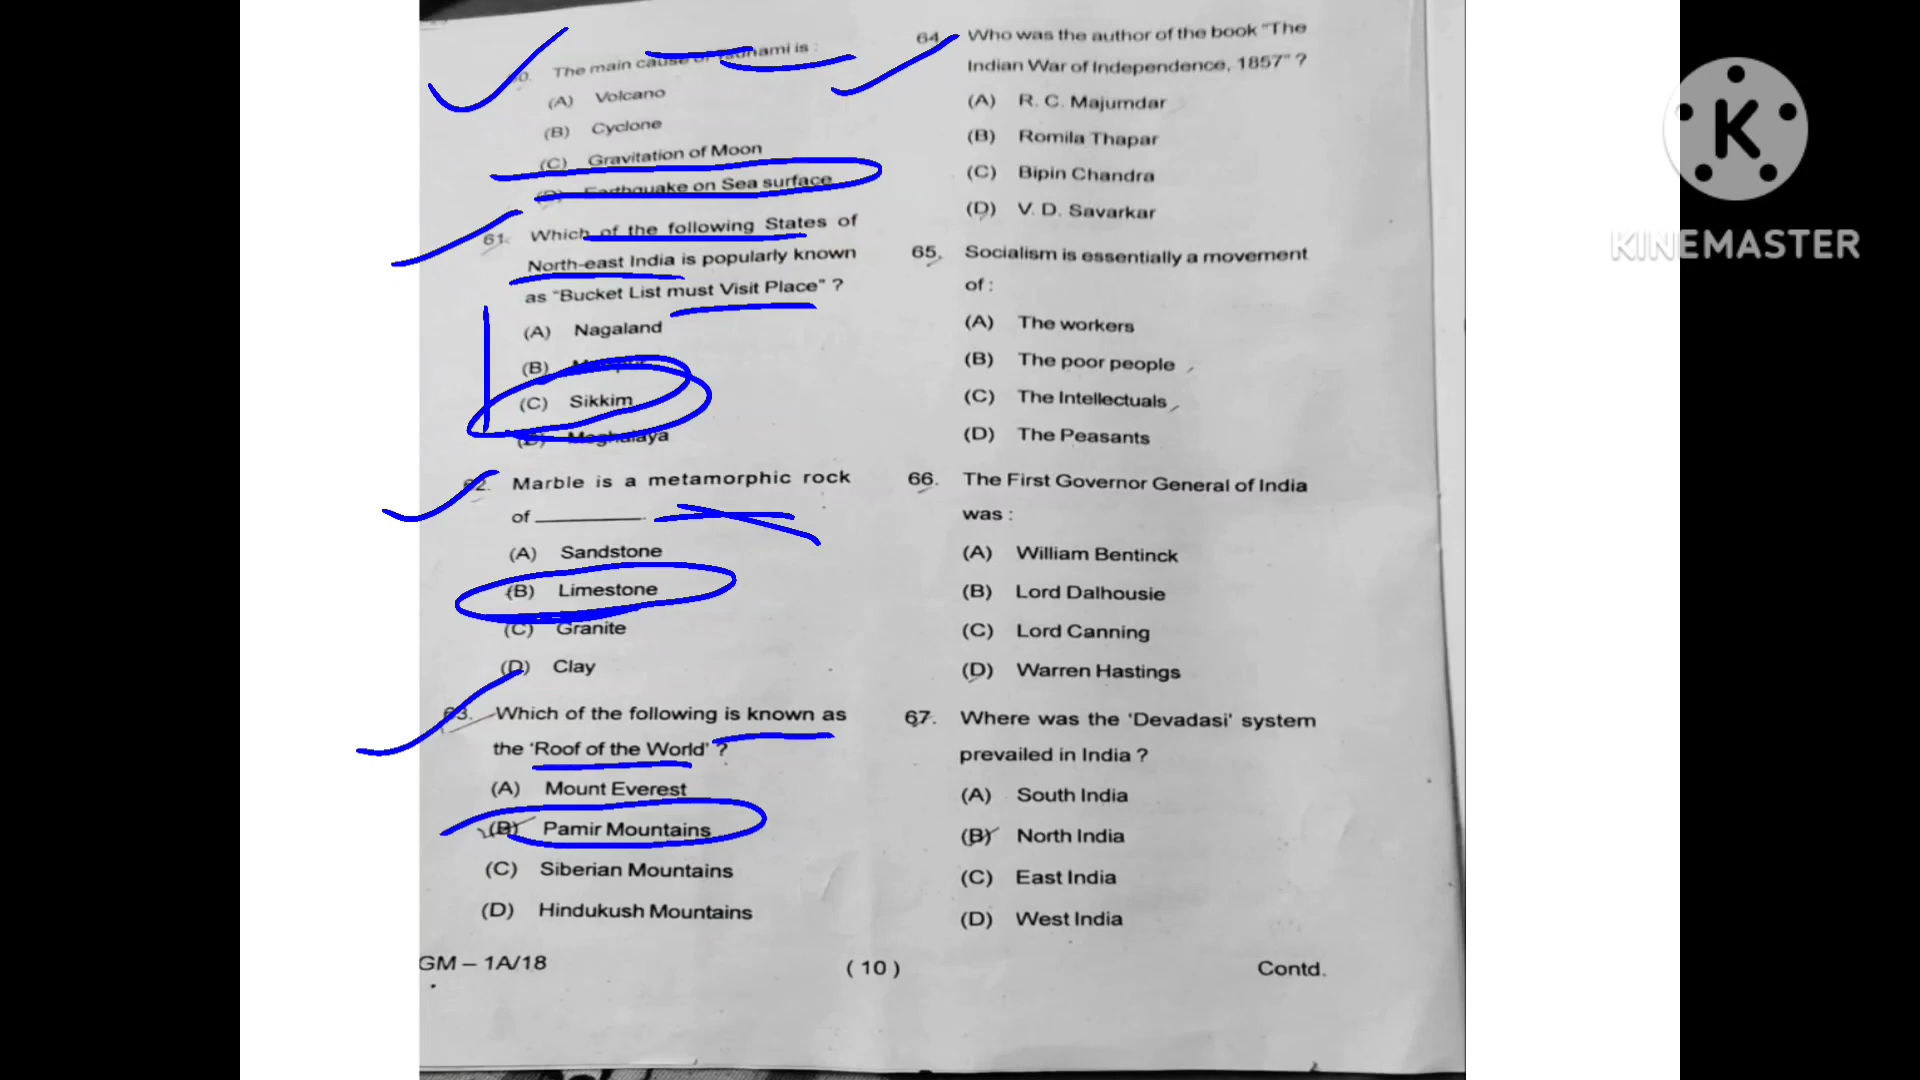 The main cause of Tsunami is :
(A) Volcano
(B) Cyclone
(C) Gravitation of Moon
(D) Earthquake on Sea surface
61. Which of the following States of
North-east India is popularly known
as "Bucket List must Visit Place" ?
(A) Nagaland
(B)
(C) Sikkim
(D) Meghalaya
62. Marble is a metamorphic rock
of ________.
(A) Sandstone
(B) Limestone
(C) Granite
(D) Clay
63. Which of the following is known as
the 'Roof of the World' ?
(A) Mount Everest
(B) Pamir Mountains
(C) Siberian Mountains
(D) Hindukush Mountains
GM – 1A/18
( 10 )
64. Who was the author of the book "The
Indian War of Independence, 1857" ?
(A) R. C. Majumdar
(B) Romila Thapar
(C) Bipin Chandra
(D) V. D. Savarkar
65. Socialism is essentially a movement
of :
(A) The workers
(B) The poor people
(C) The Intellectuals
(D) The Peasants
66. The First Governor General of India
was :
(A) William Bentinck
(B) Lord Dalhousie
(C) Lord Canning
(D) Warren Hastings
67. Where was the 'Devadasi' system
prevailed in India ?
(A) South India
(B) North India
(C) East India
(D) West India
Contd.
K
KINEMASTER